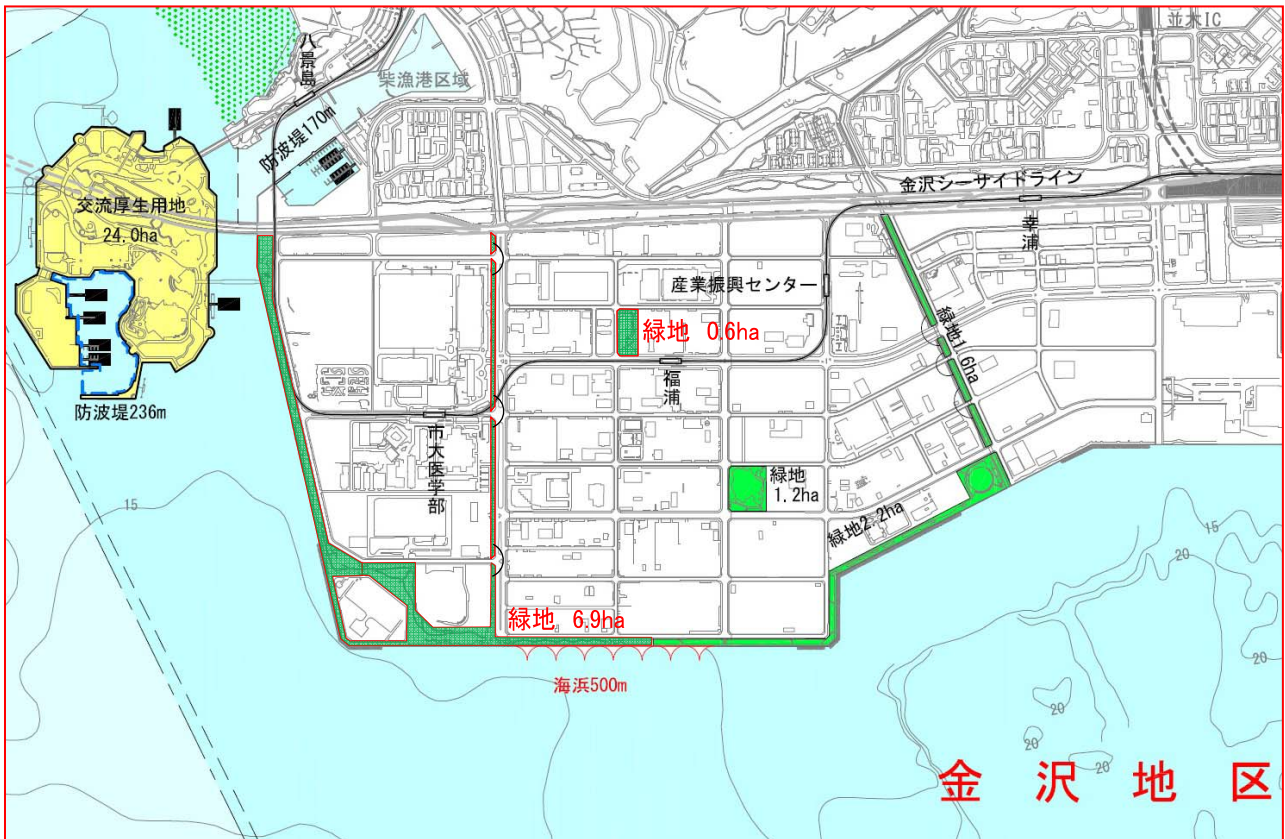 並木IC
八景島
柴漁港区域
防波堤170m
金沢シーサイドライン
幸浦
交流厚生用地
24.0ha
産業振興センター
緑地 0.6ha
緑地1.6ha
福浦
防波堤236m
市大医学部
緑地
1.2ha
緑地2.2ha
15
15
20
20
緑地 6.9ha
海浜500m
20
20
20
20
金沢地区